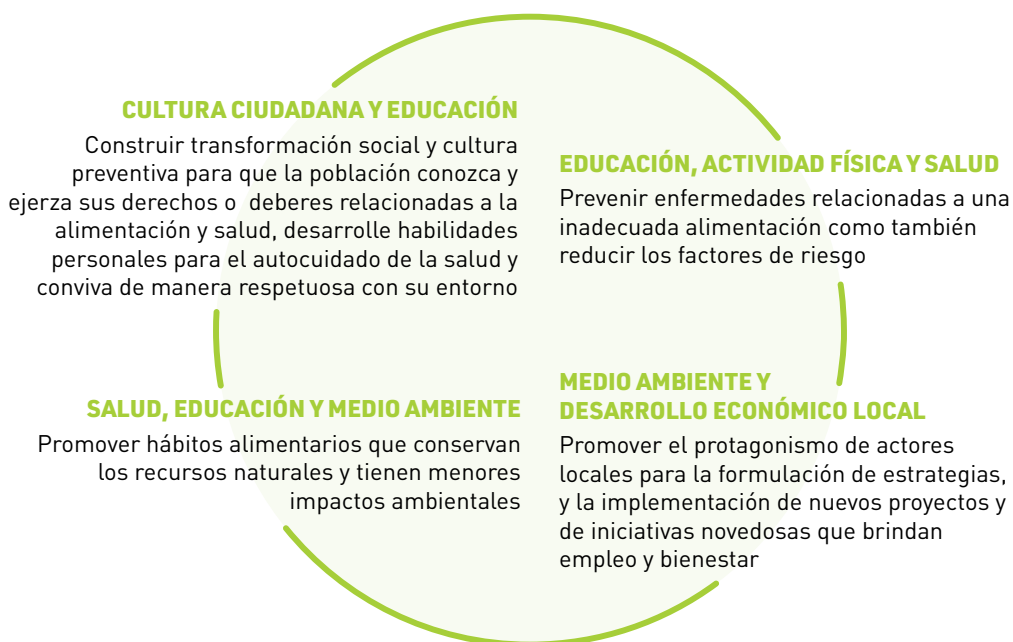 CULTURA CIUDADANA Y EDUCACIÓN
Construir transformación social y cultura
preventiva para que la población conozca y
ejerza sus derechos o  deberes relacionadas a la
alimentación y salud, desarrolle habilidades
personales para el autocuidado de la salud y
conviva de manera respetuosa con su entorno
EDUCACIÓN, ACTIVIDAD FÍSICA Y SALUD
Prevenir enfermedades relacionadas a una
inadecuada alimentación como también
reducir los factores de riesgo
SALUD, EDUCACIÓN Y MEDIO AMBIENTE
Promover hábitos alimentarios que conservan
los recursos naturales y tienen menores
impactos ambientales
MEDIO AMBIENTE Y
DESARROLLO ECONÓMICO LOCAL
Promover el protagonismo de actores
locales para la formulación de estrategias,
y la implementación de nuevos proyectos y
de iniciativas novedosas que brindan
empleo y bienestar